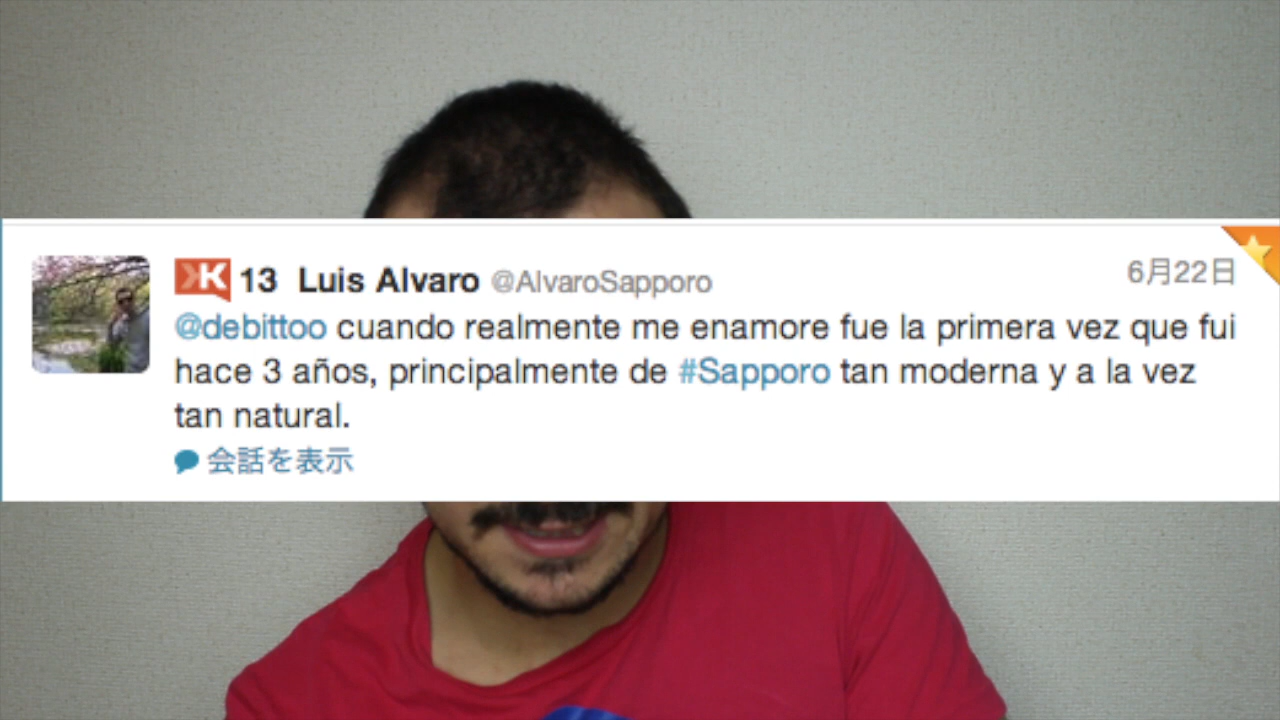 K 13 Luis Alvaro @AlvaroSapporo 6月22日
@debittoo cuando realmente me enamore fue la primera vez que fui
hace 3 años, principalmente de #Sapporo tan moderna y a la vez
tan natural.
会話を表示